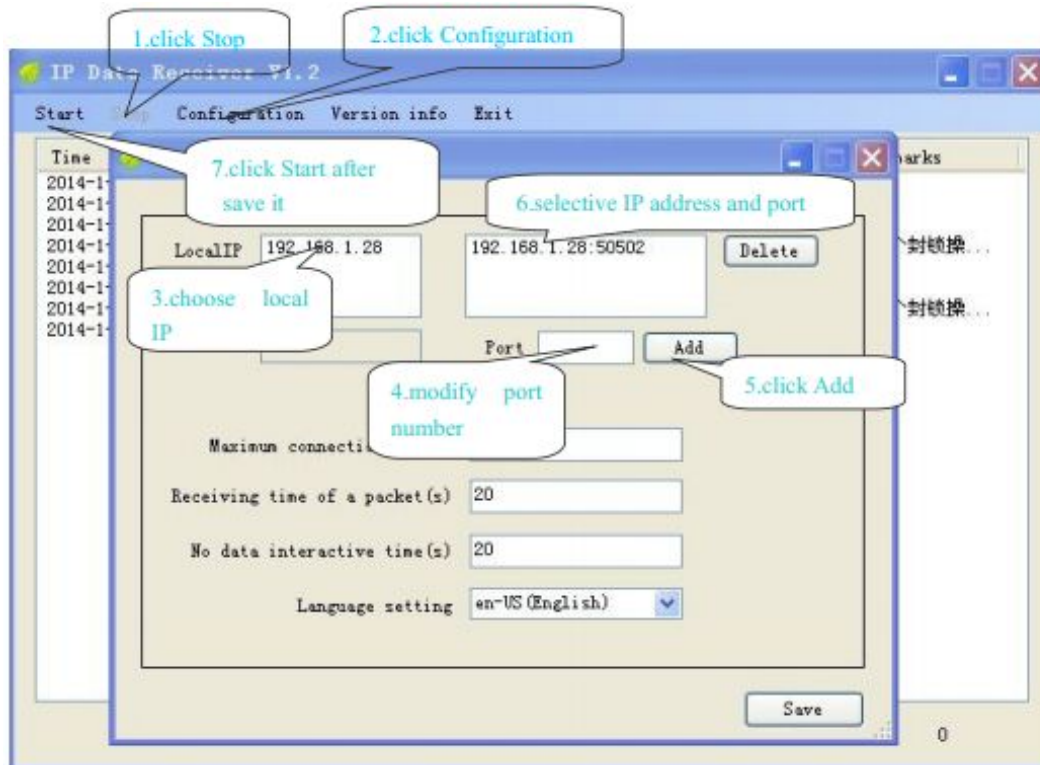 1.click Stop
2.click Configuration
IP Data Receiver V1.2
Start Configuration Version info Exit
Time
7.click Start after
save it
6.selective IP address and port
2014-1
2014-1
2014-1
2014-1
2014-1
2014-1
2014-1
2014-1
LocalIP 192.168.1.28 192.168.1.28:50502 Delete
封锁操...
3.choose local
IP
封锁操...
Port Add
4.modify port
number
5.click Add
Receiving time of a packet(s) 20
Maximum
No data interactive time(s) 20
Language setting en-US(English)
Save
0